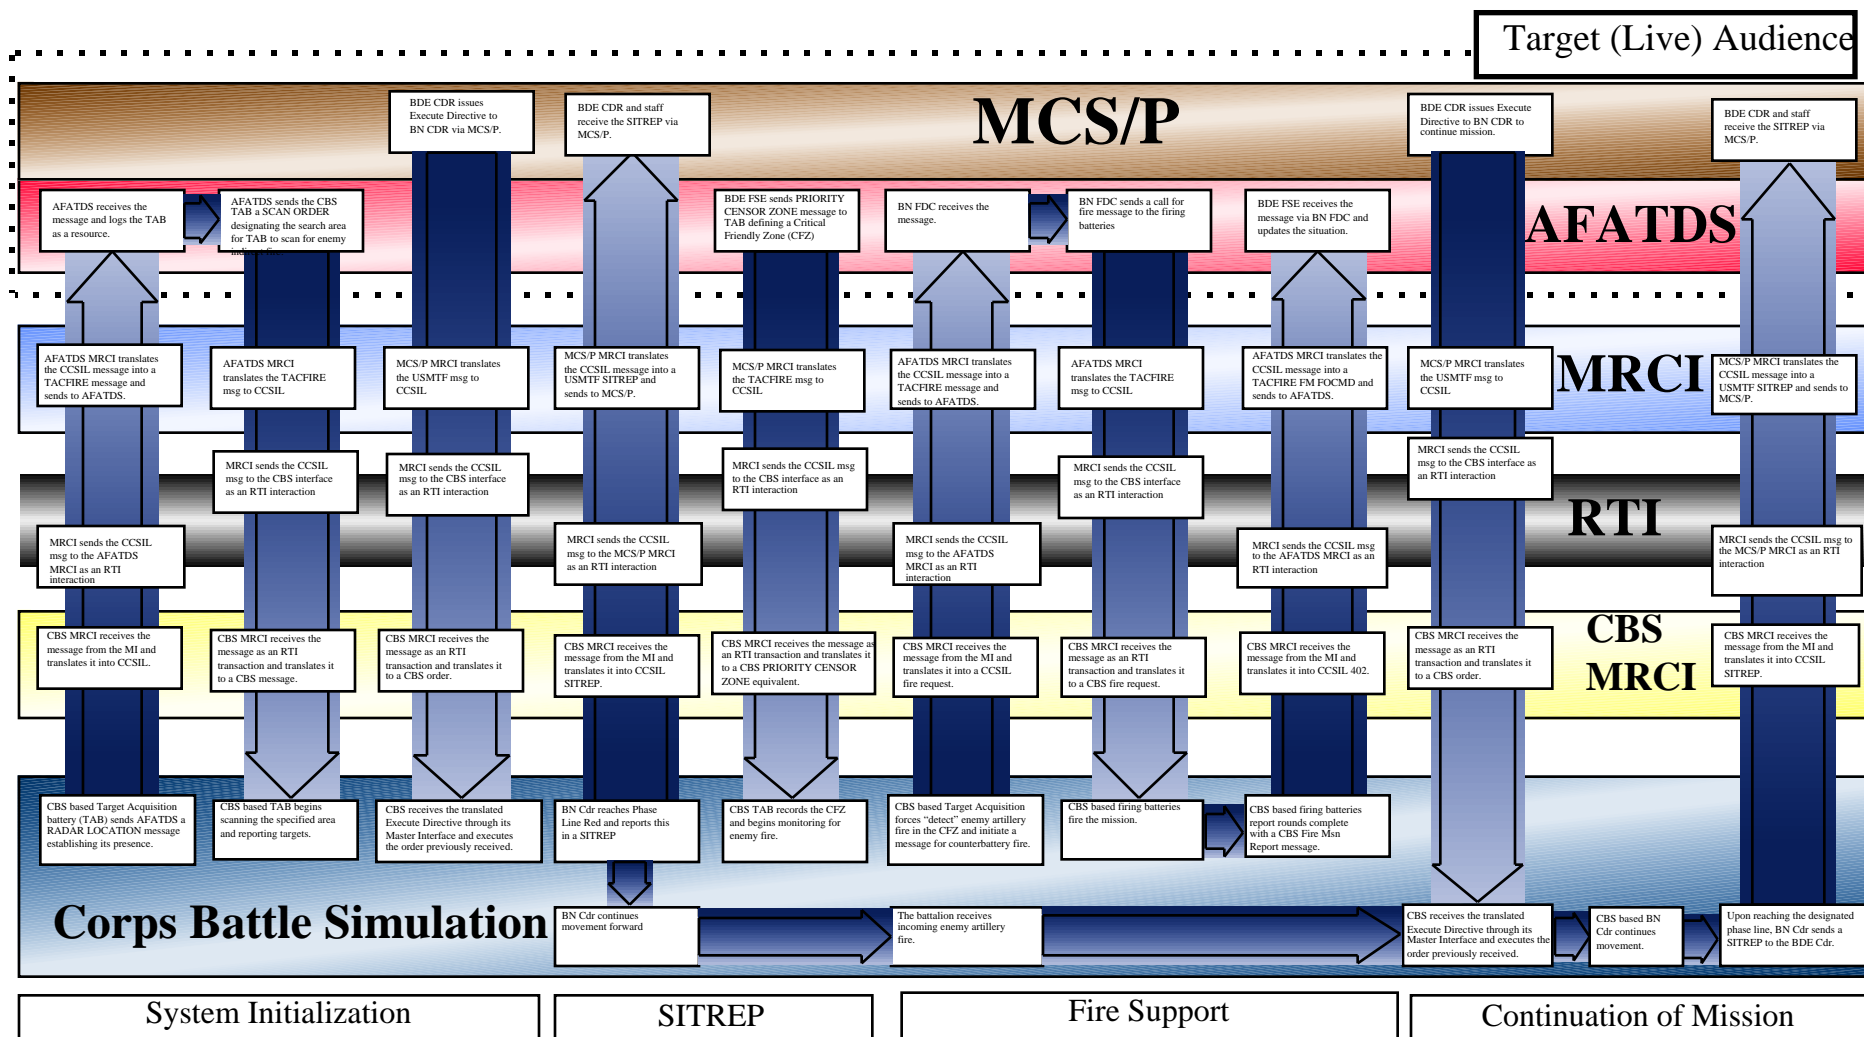 Target (Live) Audience
MCS/P
BDE CDR issues
Execute Directive to
BN CDR via MCS/P.
BDE CDR and staff
receive the SITREP via
MCS/P.
BDE CDR issues Execute
Directive to BN CDR to
continue mission.
BDE CDR and staff
receive the SITREP via
MCS/P.
AFATDS
AFATDS receives the
message and logs the TAB
as a resource.
AFATDS sends the CBS
TAB a SCAN ORDER
designating the search area
for TAB to scan for enemy
indirect fire.
BDE FSE sends PRIORITY
CENSOR ZONE message to
TAB defining a Critical
Friendly Zone (CFZ)
BN FDC receives the
message.
BN FDC sends a call for
fire message to the firing
batteries
BDE FSE receives the
message via BN FDC and
updates the situation.
MRCI
AFATDS MRCI translates
the CCSIL message into a
TACFIRE message and
sends to AFATDS.
AFATDS MRCI
translates the TACFIRE
msg to CCSIL
MCS/P MRCI translates
the USMTF msg to
CCSIL
MCS/P MRCI translates
the CCSIL message into a
USMTF SITREP and
sends to MCS/P.
MCS/P MRCI translates
the TACFIRE msg to
CCSIL
AFATDS MRCI translates
the CCSIL message into a
TACFIRE message and
sends to AFATDS.
AFATDS MRCI
translates the TACFIRE
msg to CCSIL
AFATDS MRCI translates the
CCSIL message into a
TACFIRE FM FOCMD and
sends to AFATDS.
MCS/P MRCI translates
the USMTF msg to
CCSIL
MCS/P MRCI translates the
CCSIL message into a
USMTF SITREP and sends to
MCS/P.
RTI
MRCI sends the CCSIL
msg to the AFATDS
MRCI as an RTI
interaction
MRCI sends the CCSIL
msg to the CBS interface
as an RTI interaction
MRCI sends the CCSIL
msg to the CBS interface
as an RTI interaction
MRCI sends the CCSIL
msg to the MCS/P MRCI
as an RTI interaction
MRCI sends the CCSIL msg
to the CBS interface as an
RTI interaction
MRCI sends the CCSIL
msg to the AFATDS
MRCI as an RTI
interaction
MRCI sends the CCSIL
msg to the CBS interface
as an RTI interaction
MRCI sends the CCSIL msg
to the AFATDS MRCI as an
RTI interaction
MRCI sends the CCSIL
msg to the CBS interface as
an RTI interaction
MRCI sends the CCSIL msg to
the MCS/P MRCI as an RTI
interaction
CBS
MRCI
CBS MRCI receives the
message from the MI and
translates it into CCSIL.
CBS MRCI receives the
message as an RTI
transaction and translates it
to a CBS message.
CBS MRCI receives the
message as an RTI
transaction and translates it
to a CBS order.
CBS MRCI receives the
message from the MI and
translates it into CCSIL
SITREP.
CBS MRCI receives the message as
an RTI transaction and translates it
to a CBS PRIORITY CENSOR
ZONE equivalent.
CBS MRCI receives the
message from the MI and
translates it into a CCSIL
fire request.
CBS MRCI receives the
message as an RTI
transaction and translates it
to a CBS fire request.
CBS MRCI receives the
message from the MI and
translates it into CCSIL 402.
CBS MRCI receives the
message as an RTI
transaction and translates it
to a CBS order.
CBS MRCI receives the
message from the MI and
translates it into CCSIL
SITREP.
CBS based Target Acquisition
battery (TAB) sends AFATDS a
RADAR LOCATION message
establishing its presence.
CBS based TAB begins
scanning the specified area
and reporting targets.
CBS receives the translated
Execute Directive through its
Master Interface and executes
the order previously received.
BN Cdr reaches Phase
Line Red and reports this
in a SITREP
CBS TAB records the CFZ
and begins monitoring for
enemy fire.
CBS based Target Acquisition
forces “detect” enemy artillery
fire in the CFZ and initiate a
message for counterbattery fire.
CBS based firing batteries
fire the mission.
CBS based firing batteries
report rounds complete
with a CBS Fire Msn
Report message.
Corps Battle Simulation
BN Cdr continues
movement forward
The battalion receives
incoming enemy artillery
fire.
CBS receives the translated
Execute Directive through its
Master Interface and executes the
order previously received.
CBS based BN
Cdr continues
movement.
Upon reaching the designated
phase line, BN Cdr sends a
SITREP to the BDE Cdr.
System Initialization
SITREP
Fire Support
Continuation of Mission